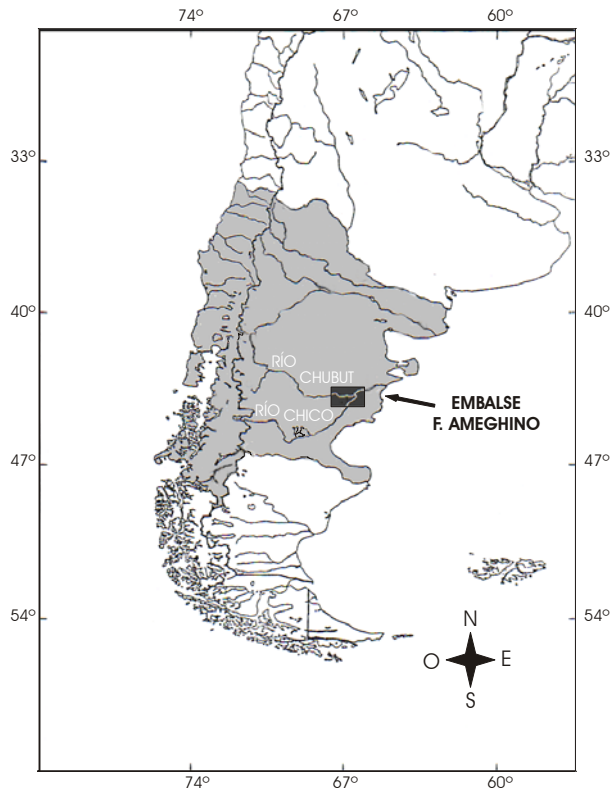 74º 67º 60º
33º 33º
40º 40º
RÍO
CHUBUT
RÍO CHICO
EMBALSE
F. AMEGHINO
47º 47º
54º 54º
N
O E
S
74º 67º 60º